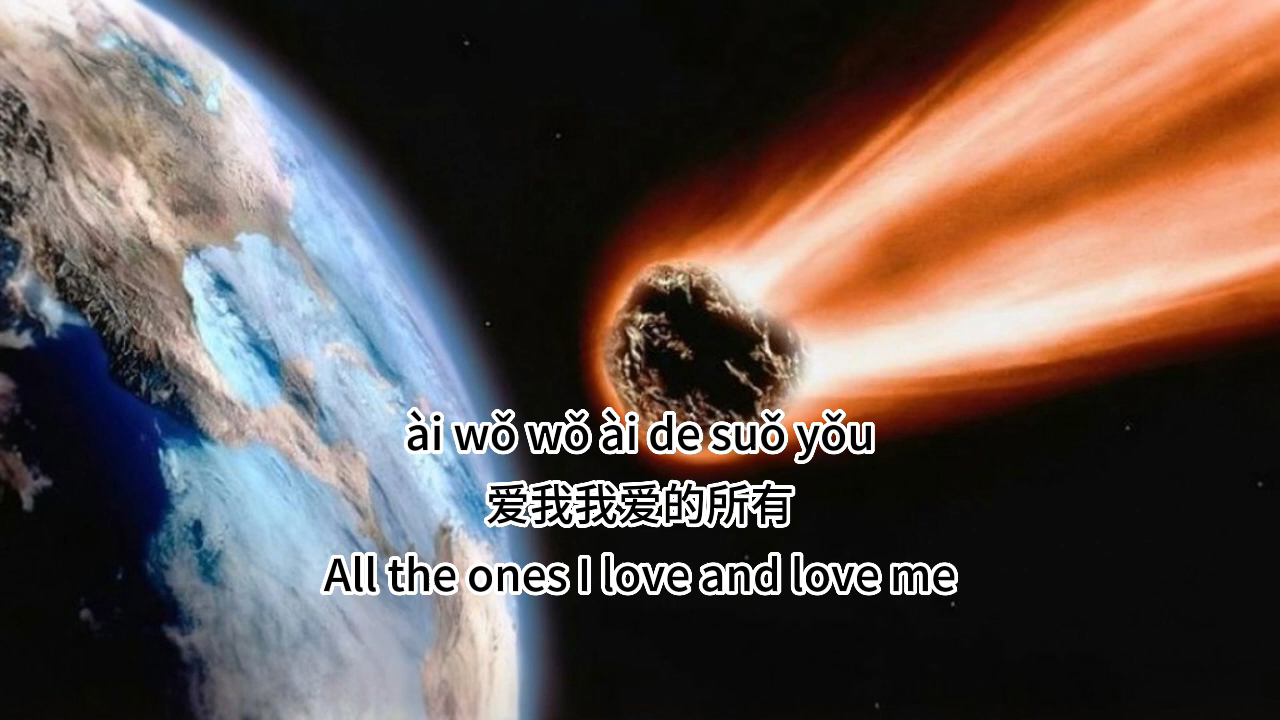 ài wǒ wǒ ài de suǒ yǒu
爱我我爱的所有
All the ones I love and love me